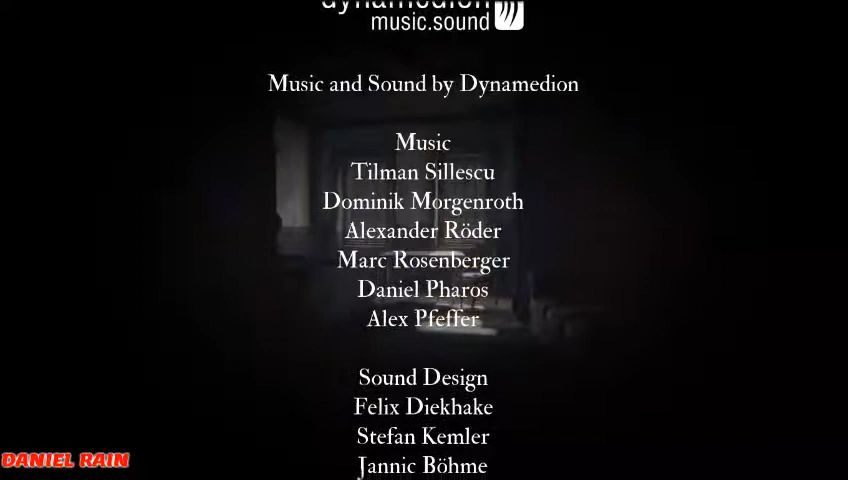 dynamedion
music.sound
Music and Sound by Dynamedion
Music
Tilman Sillescu
Dominik Morgenroth
Alexander Röder
Marc Rosenberger
Daniel Pharos
Alex Pfeffer
Sound Design
Felix Diekhake
Stefan Kemler
Jannic Böhme
DANIEL RAIN